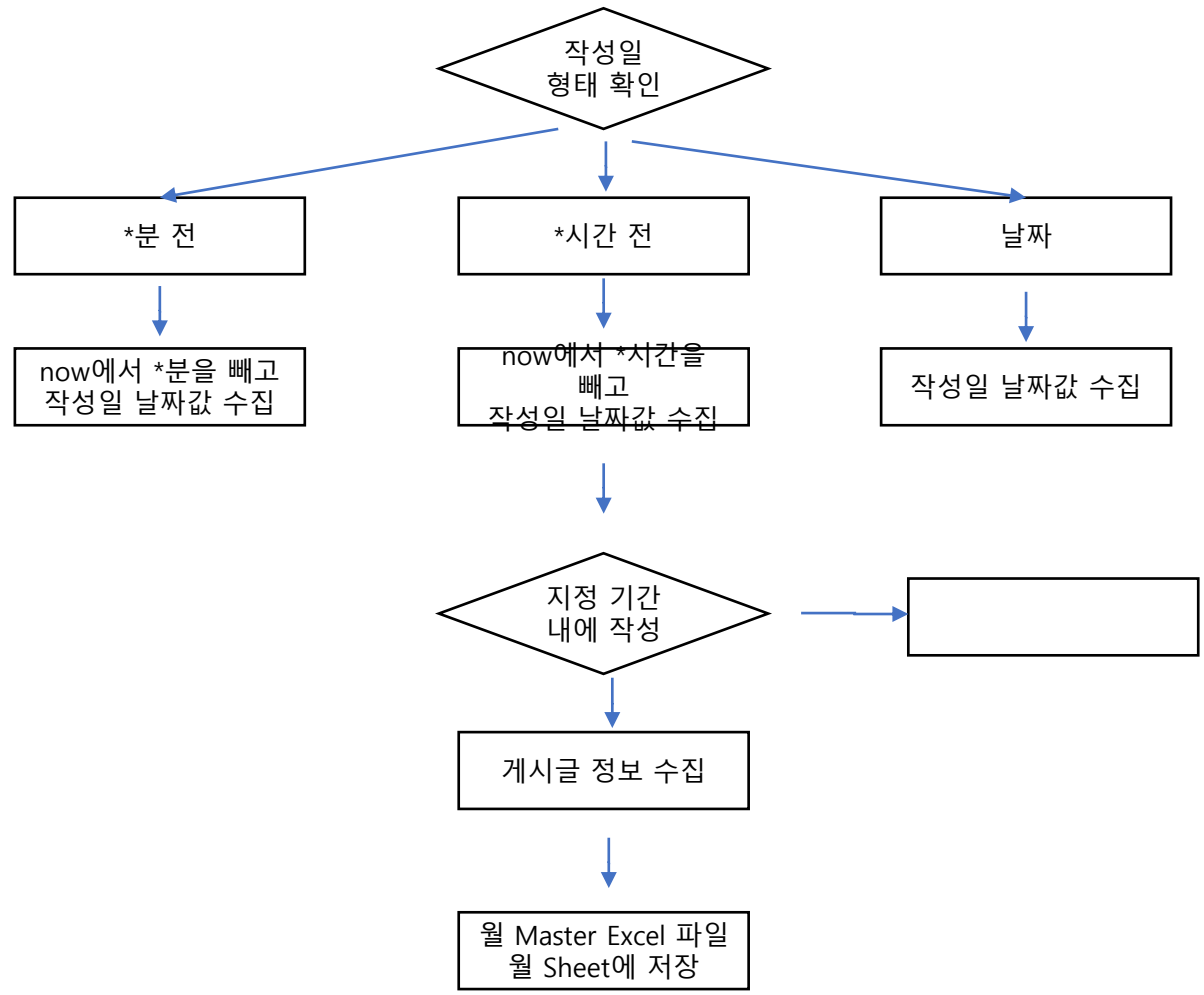 작성일
형태 확인
*분 전
*시간 전
날짜
now에서 *분을 빼고
작성일 날짜값 수집
now에서 *시간을
빼고
작성일 날짜값 수집
작성일 날짜값 수집
지정 기간
내에 작성
게시글 정보 수집
월 Master Excel 파일
월 Sheet에 저장